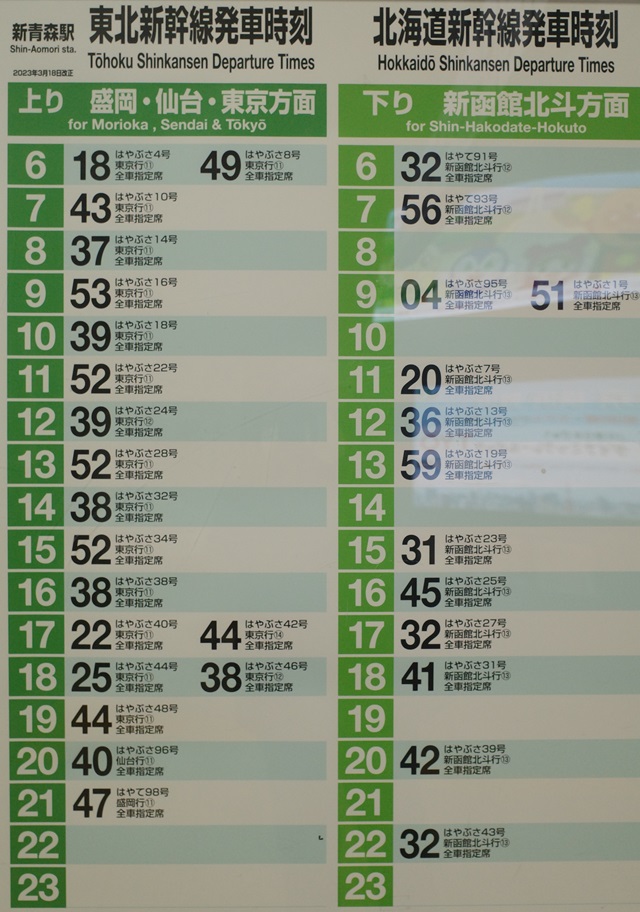 新青森駅
Shin-Aomori sta.
2023年3月18日改正
東北新幹線発車時刻
Tōhoku Shinkansen Departure Times
上り 盛岡・仙台・東京方面
for Morioka , Sendai & Tōkyō
6 18 はやぶさ4号 東京行⑪ 全車指定席 49 はやぶさ8号 東京行⑪ 全車指定席
7 43 はやぶさ10号 東京行⑪ 全車指定席
8 37 はやぶさ14号 東京行⑪ 全車指定席
9 53 はやぶさ16号 東京行⑪ 全車指定席
10 39 はやぶさ18号 東京行⑪ 全車指定席
11 52 はやぶさ22号 東京行⑪ 全車指定席
12 39 はやぶさ24号 東京行⑫ 全車指定席
13 52 はやぶさ28号 東京行⑪ 全車指定席
14 38 はやぶさ32号 東京行⑪ 全車指定席
15 52 はやぶさ34号 東京行⑪ 全車指定席
16 38 はやぶさ38号 東京行⑪ 全車指定席
17 22 はやぶさ40号 東京行⑪ 全車指定席 44 はやぶさ42号 東京行⑭ 全車指定席
18 25 はやぶさ44号 東京行⑪ 全車指定席 38 はやぶさ46号 東京行⑫ 全車指定席
19 44 はやぶさ48号 東京行⑪ 全車指定席
20 40 はやぶさ96号 仙台行⑪ 全車指定席
21 47 はやて98号 盛岡行⑪ 全車指定席
22
23
北海道新幹線発車時刻
Hokkaidō Shinkansen Departure Times
下り 新函館北斗方面
for Shin-Hakodate-Hokuto
6 32 はやて91号 新函館北斗行⑫ 全車指定席
7 56 はやて93号 新函館北斗行⑫ 全車指定席
8
9 04 はやぶさ95号 新函館北斗行⑬ 全車指定席 51 はやぶさ1号 新函館北斗行⑬ 全車指定席
10
11 20 はやぶさ7号 新函館北斗行⑬ 全車指定席
12 36 はやぶさ13号 新函館北斗行⑬ 全車指定席
13 59 はやぶさ19号 新函館北斗行⑬ 全車指定席
14
15 31 はやぶさ23号 新函館北斗行⑬ 全車指定席
16 45 はやぶさ25号 新函館北斗行⑬ 全車指定席
17 32 はやぶさ27号 新函館北斗行⑬ 全車指定席
18 41 はやぶさ31号 新函館北斗行⑬ 全車指定席
19
20 42 はやぶさ39号 新函館北斗行⑬ 全車指定席
21
22 32 はやぶさ43号 新函館北斗行⑬ 全車指定席
23